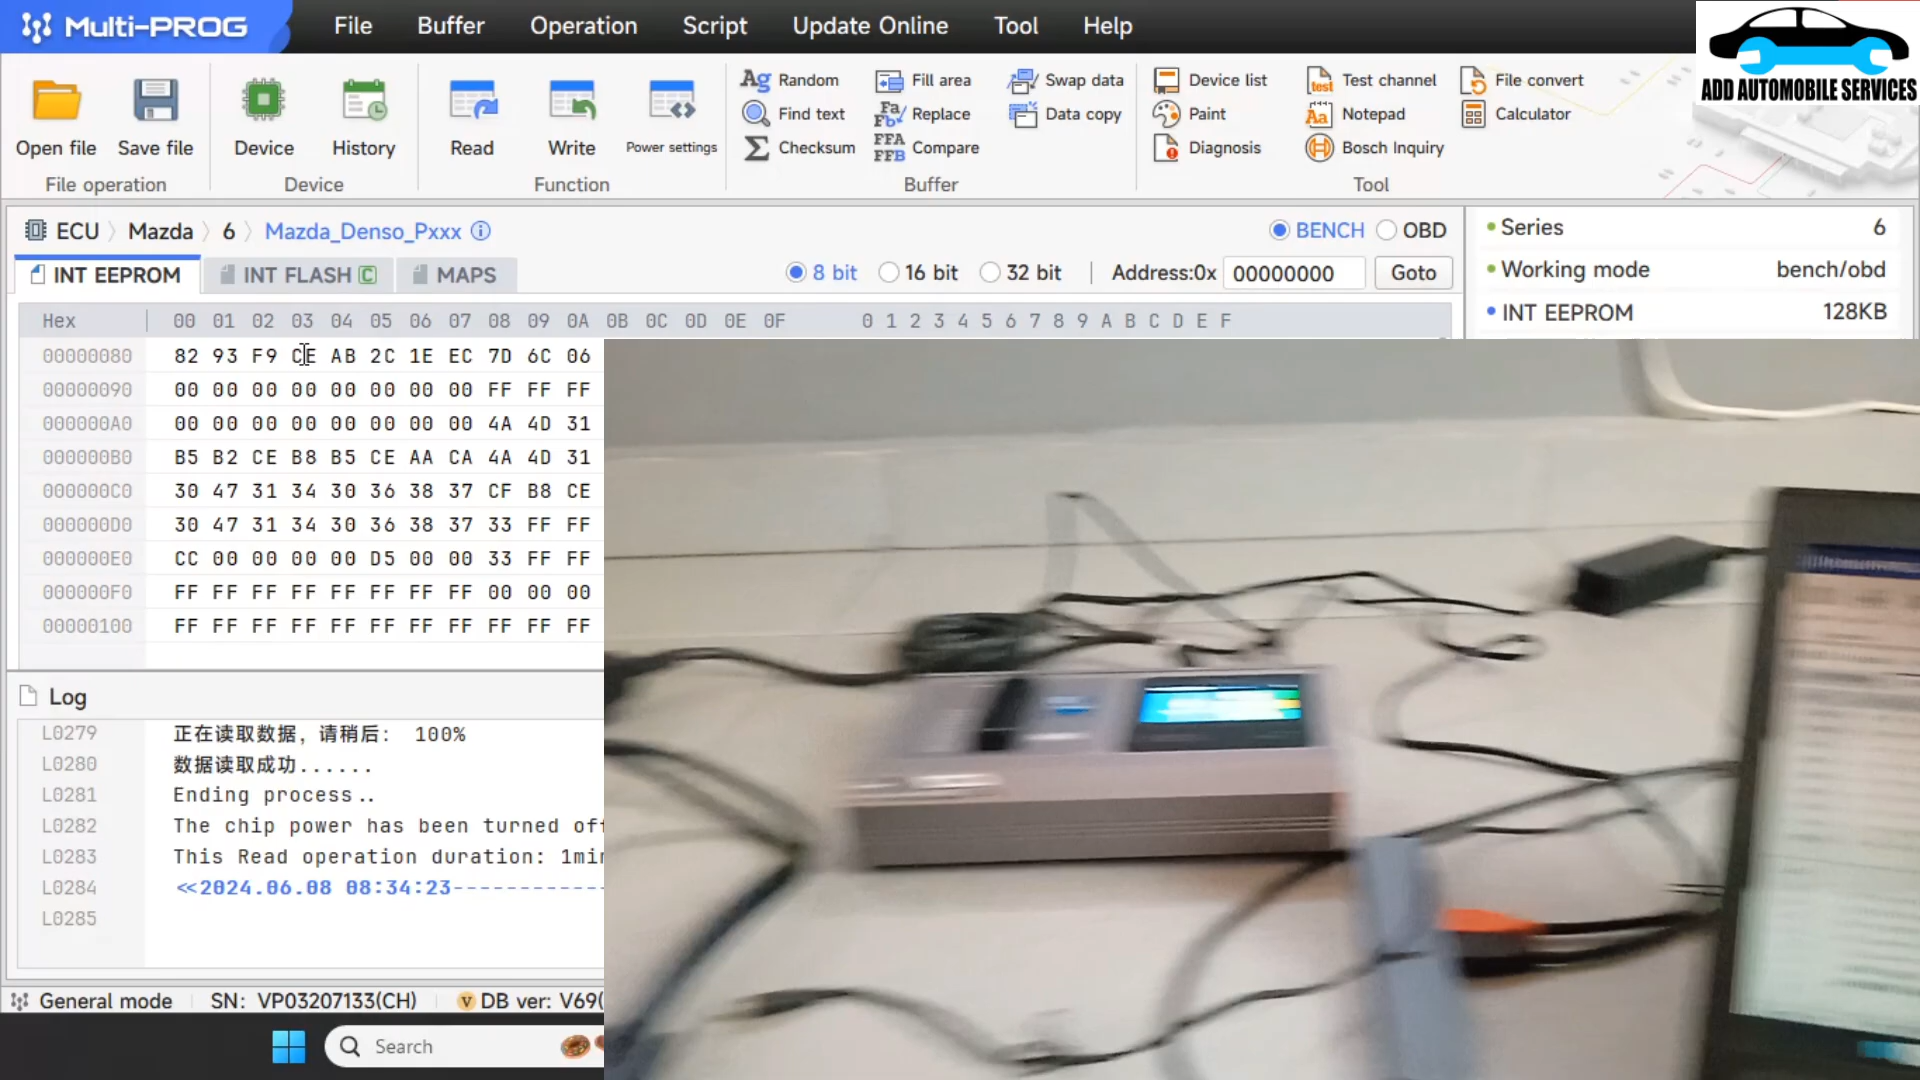 Multi-PROG File Buffer Operation Script Update Online Tool Help
ADD AUTOMOBILE SERVICES
Open file Save file Device History Read Write Power settings
Ag Random Fill area Swap data Device list test Test channel File convert
Find text Replace Data copy Paint Aa Notepad Calculator
Checksum FFA FFB Compare Diagnosis Bosch Inquiry
File operation Device Function Buffer Tool
ECU Mazda 6 Mazda_Denso_Pxxx BENCH OBD
Series 6
INT EEPROM INT FLASH C MAPS 8 bit 16 bit 32 bit Address:0x 00000000 Goto
Working mode bench/obd
INT EEPROM 128KB
Hex 00 01 02 03 04 05 06 07 08 09 0A 0B 0C 0D 0E 0F 0 1 2 3 4 5 6 7 8 9 A B C D E F
00000080 82 93 F9 CE AB 2C 1E EC 7D 6C 06
00000090 00 00 00 00 00 00 00 00 FF FF FF
000000A0 00 00 00 00 00 00 00 00 4A 4D 31
000000B0 B5 B2 CE B8 B5 CE AA CA 4A 4D 31
000000C0 30 47 31 34 30 36 38 37 CF B8 CE
000000D0 30 47 31 34 30 36 38 37 33 FF FF
000000E0 CC 00 00 00 00 D5 00 00 33 FF FF
000000F0 FF FF FF FF FF FF FF FF 00 00 00
00000100 FF FF FF FF FF FF FF FF FF FF FF
Log
L0279 正在读取数据，请稍后： 100%
L0280 数据读取成功......
L0281 Ending process..
L0282 The chip power has been turned off
L0283 This Read operation duration: 1min
L0284 <<2024.06.08 08:34:23------------
L0285
General mode SN: VP03207133(CH) V DB ver: V69(
Search